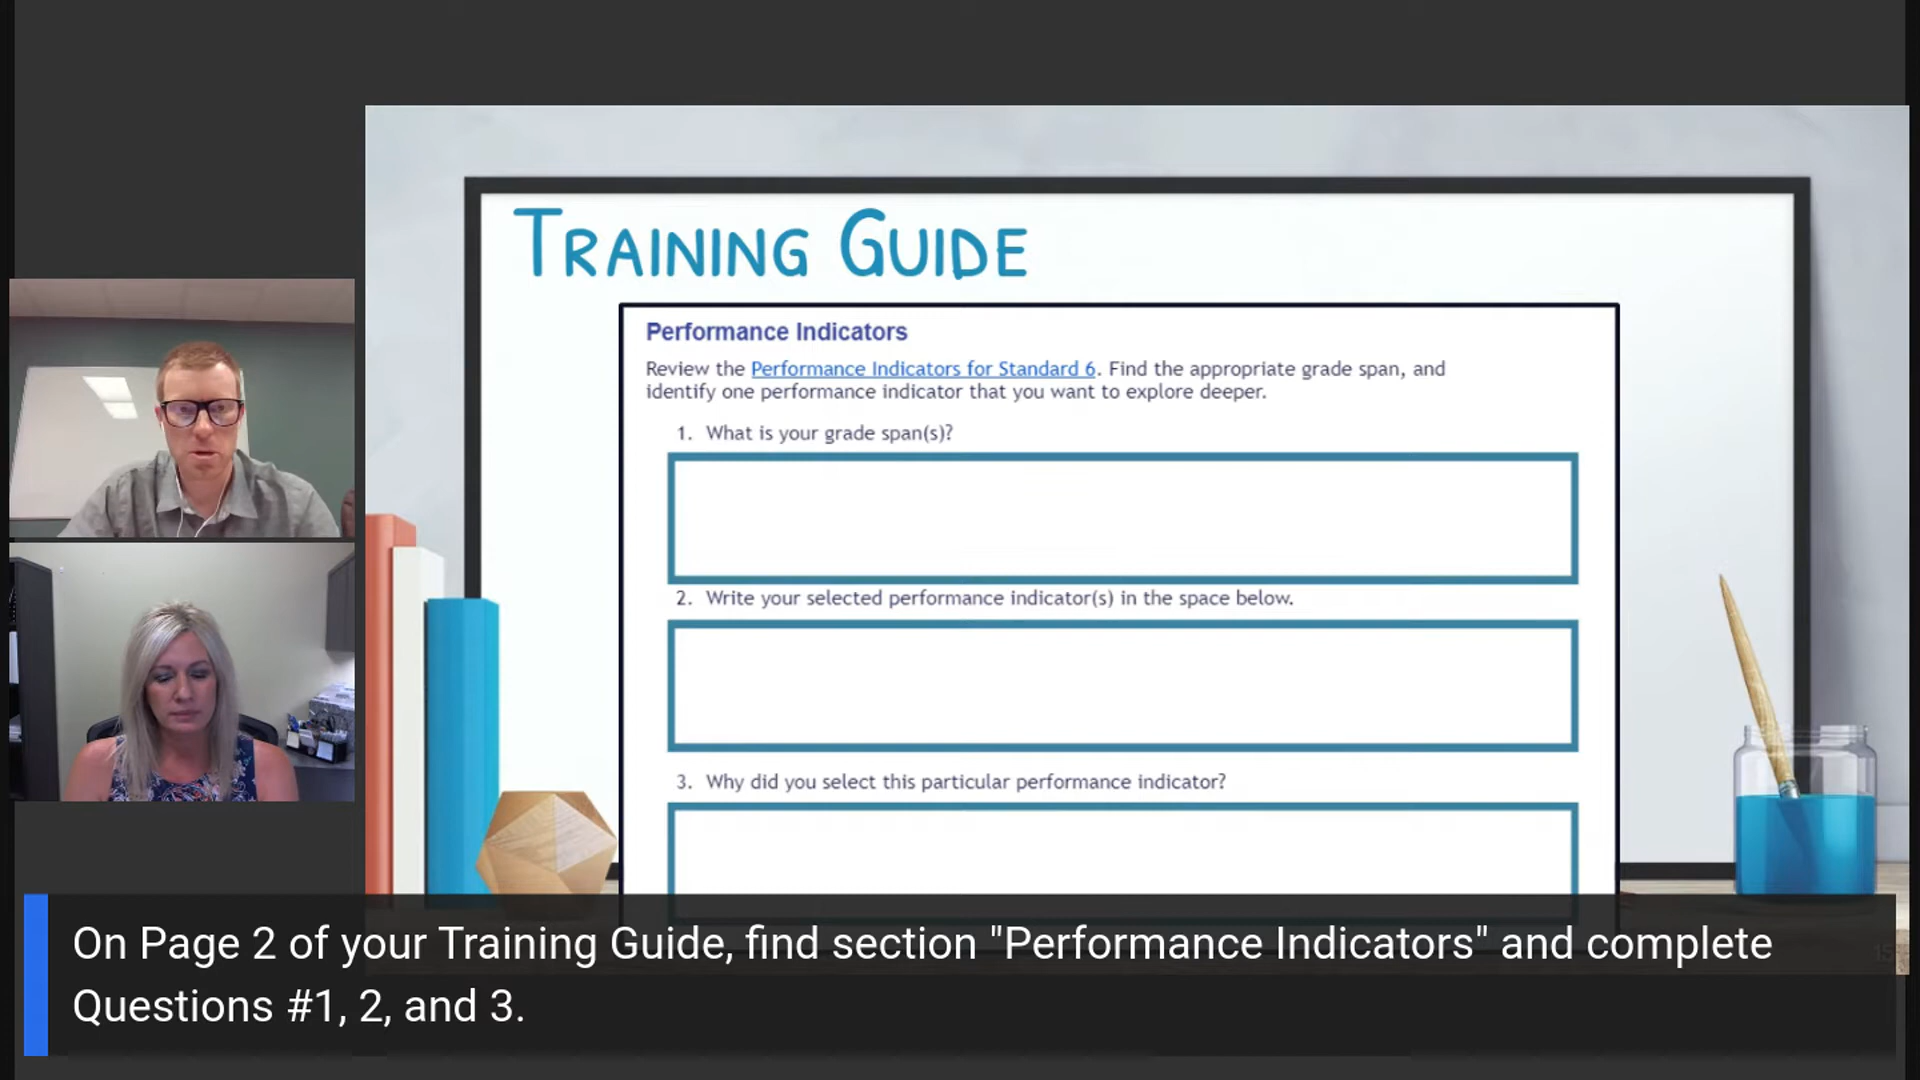 Training Guide
Performance Indicators
Review the Performance Indicators for Standard 6. Find the appropriate grade span, and
identify one performance indicator that you want to explore deeper.
1. What is your grade span(s)?
2. Write your selected performance indicator(s) in the space below.
3. Why did you select this particular performance indicator?
On Page 2 of your Training Guide, find section "Performance Indicators" and complete
Questions #1, 2, and 3.